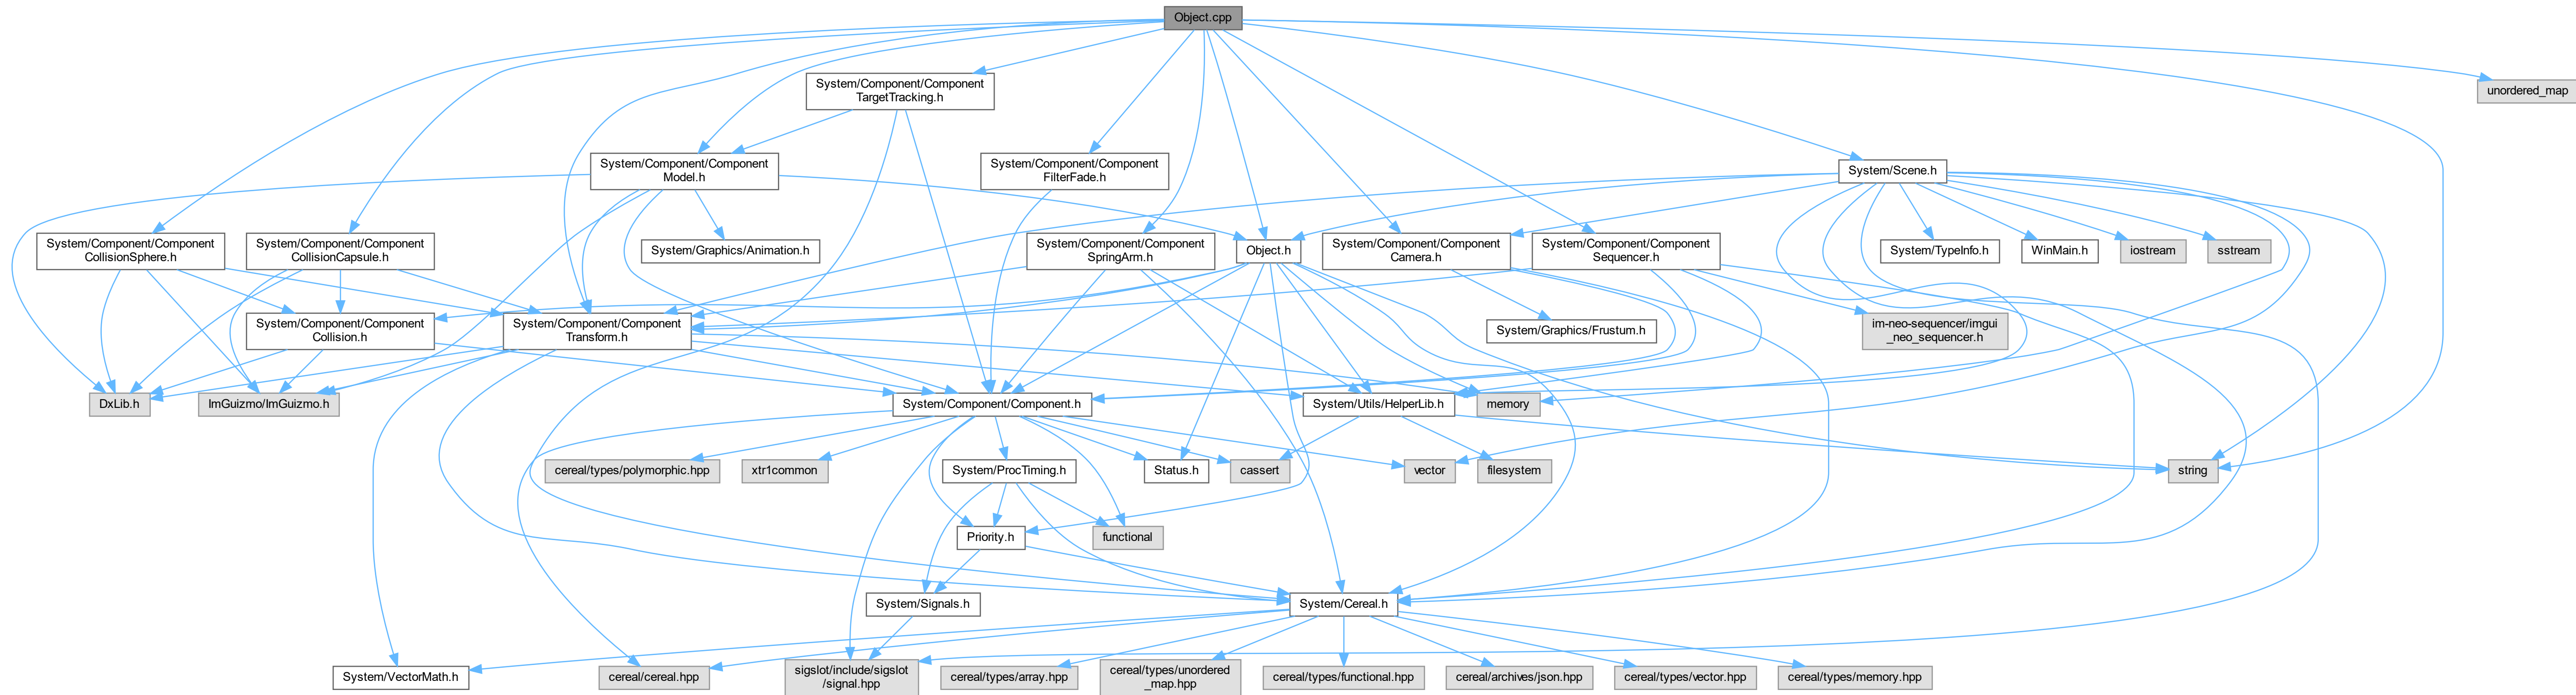 Object.cpp
System/Component/Component
TargetTracking.h
unordered_map
System/Component/Component
Model.h
System/Component/Component
FilterFade.h
System/Scene.h
System/Component/Component
CollisionSphere.h
System/Component/Component
CollisionCapsule.h
System/Graphics/Animation.h
System/Component/Component
SpringArm.h
Object.h
System/Component/Component
Camera.h
System/Component/Component
Sequencer.h
System/TypeInfo.h
WinMain.h
iostream
sstream
System/Component/Component
Collision.h
System/Component/Component
Transform.h
System/Graphics/Frustum.h
im-neo-sequencer/imgui
_neo_sequencer.h
DxLib.h
ImGuizmo/ImGuizmo.h
System/Component/Component.h
System/Utils/HelperLib.h
memory
cereal/types/polymorphic.hpp
xtr1common
System/ProcTiming.h
Status.h
cassert
vector
filesystem
string
Priority.h
functional
System/Signals.h
System/Cereal.h
System/VectorMath.h
cereal/cereal.hpp
sigslot/include/sigslot
/signal.hpp
cereal/types/array.hpp
cereal/types/unordered
_map.hpp
cereal/types/functional.hpp
cereal/archives/json.hpp
cereal/types/vector.hpp
cereal/types/memory.hpp